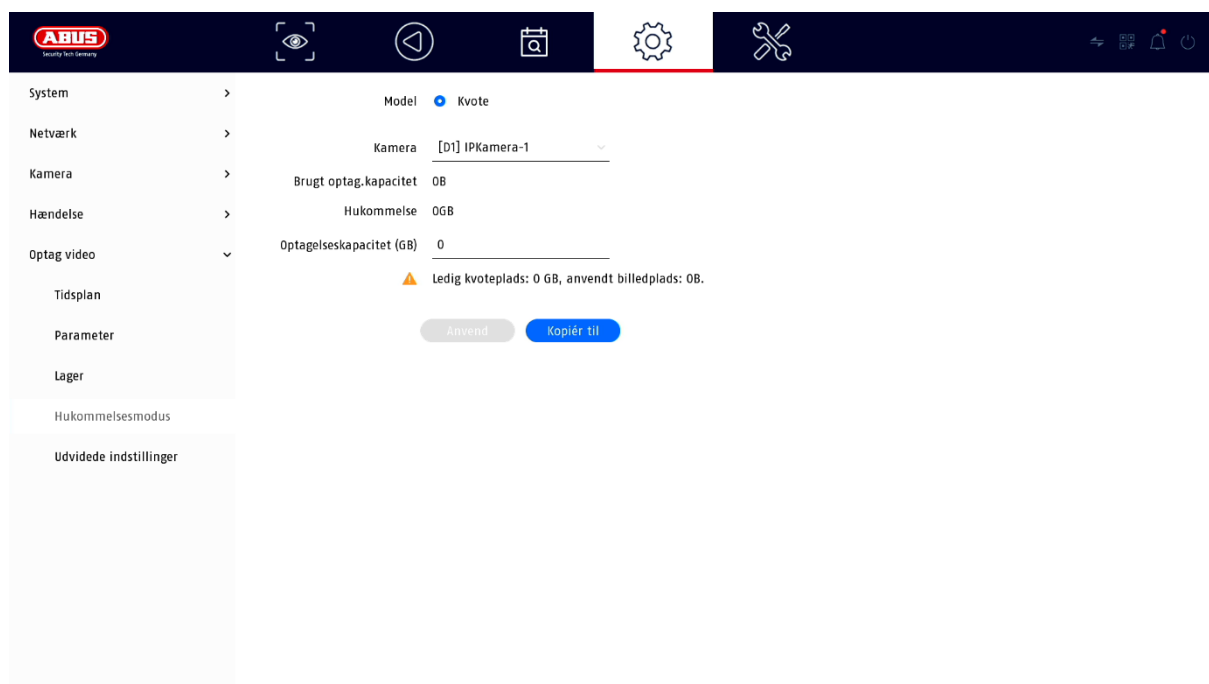 ABUS
Security Tech Germany
System
Netværk
Kamera
Hændelse
Optag video
Tidsplan
Parameter
Lager
Hukommelsesmodus
Udvidede indstillinger
Model Kvote
Kamera [D1] IPKamera-1
Brugt optag.kapacitet 0B
Hukommelse 0GB
Optagelseskapacitet (GB) 0
Ledig kvoteplads: 0 GB, anvendt billedplads: 0B.
Anvend Kopiér til